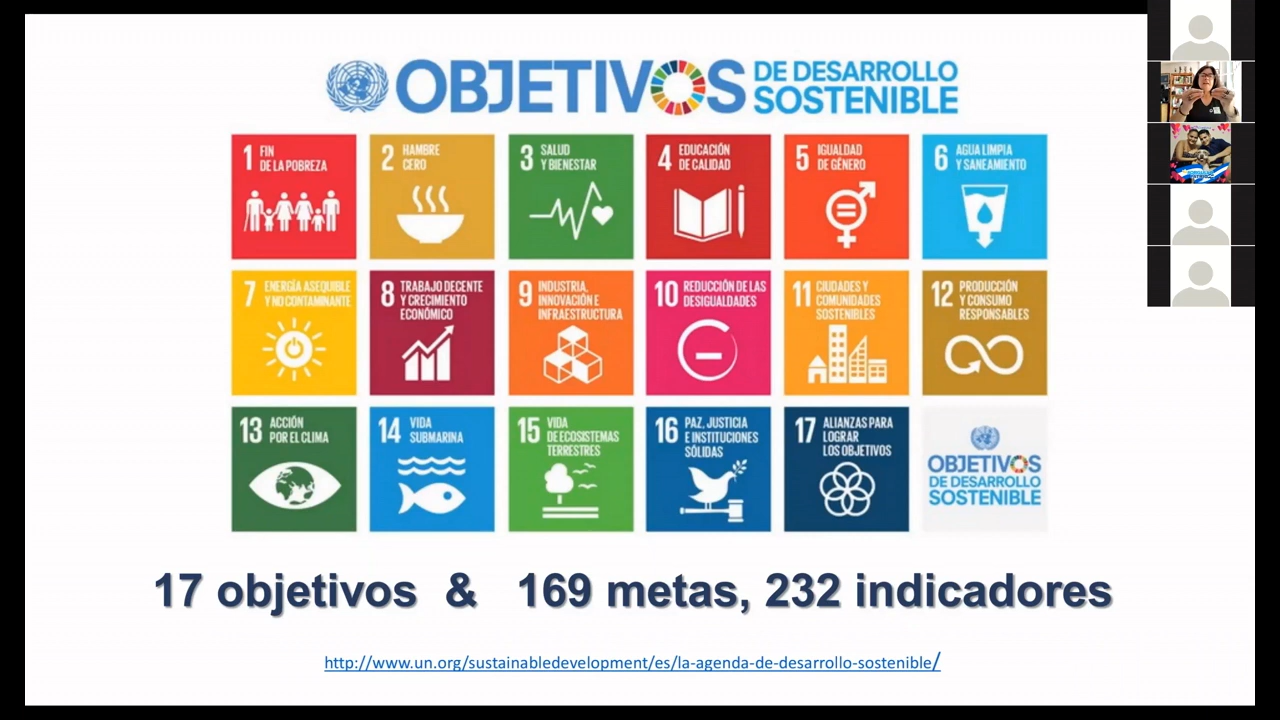 OBJETIVOS
DE DESARROLLO
SOSTENIBLE
1 FIN
DE LA POBREZA
2 HAMBRE
CERO
3 SALUD
Y BIENESTAR
4 EDUCACIÓN
DE CALIDAD
5 IGUALDAD
DE GÉNERO
6 AGUA LIMPIA
Y SANEAMIENTO
7 ENERGÍA ASEQUIBLE
Y NO CONTAMINANTE
8 TRABAJO DECENTE
Y CRECIMIENTO
ECONÓMICO
9 INDUSTRIA,
INNOVACIÓN E
INFRAESTRUCTURA
10 REDUCCIÓN DE LAS
DESIGUALDADES
11 CIUDADES Y
COMUNIDADES
SOSTENIBLES
12 PRODUCCIÓN
Y CONSUMO
RESPONSABLES
13 ACCIÓN
POR EL CLIMA
14 VIDA
SUBMARINA
15 VIDA
DE ECOSISTEMAS
TERRESTRES
16 PAZ, JUSTICIA
E INSTITUCIONES
SÓLIDAS
17 ALIANZAS PARA
LOGRAR
LOS OBJETIVOS
OBJETIVOS
DE DESARROLLO
SOSTENIBLE
17 objetivos & 169 metas, 232 indicadores
http://www.un.org/sustainabledevelopment/es/la-agenda-de-desarrollo-sostenible/